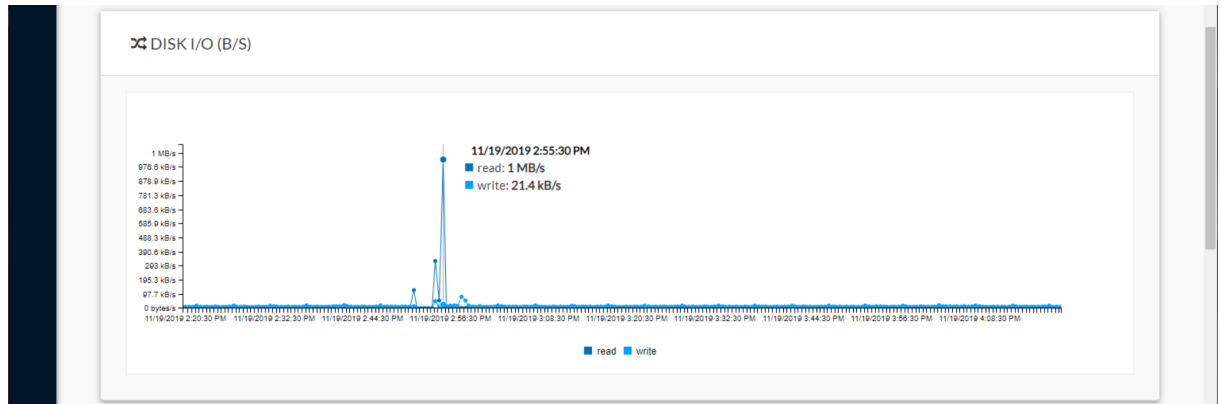 DISK I/O (B/S)
11/19/2019 2:55:30 PM
read: 1 MB/s
write: 21.4 kB/s
1 MB/s
976.6 kB/s
878.9 kB/s
781.3 kB/s
683.6 kB/s
585.9 kB/s
488.3 kB/s
390.6 kB/s
293 kB/s
195.3 kB/s
97.7 kB/s
0 bytes/s
11/19/2019 2:20:30 PM 11/19/2019 2:32:30 PM 11/19/2019 2:44:30 PM 11/19/2019 2:56:30 PM 11/19/2019 3:08:30 PM 11/19/2019 3:20:30 PM 11/19/2019 3:32:30 PM 11/19/2019 3:44:30 PM 11/19/2019 3:56:30 PM 11/19/2019 4:08:30 PM
read write